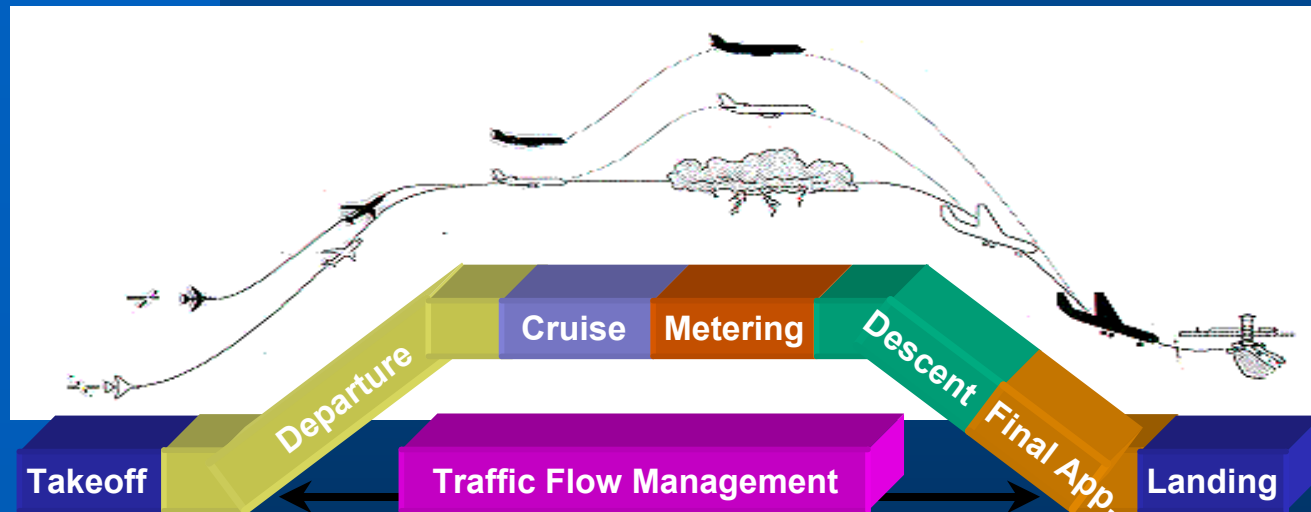 Takeoff
Departure
Cruise
Metering
Descent
Final App.
Landing
Traffic Flow Management